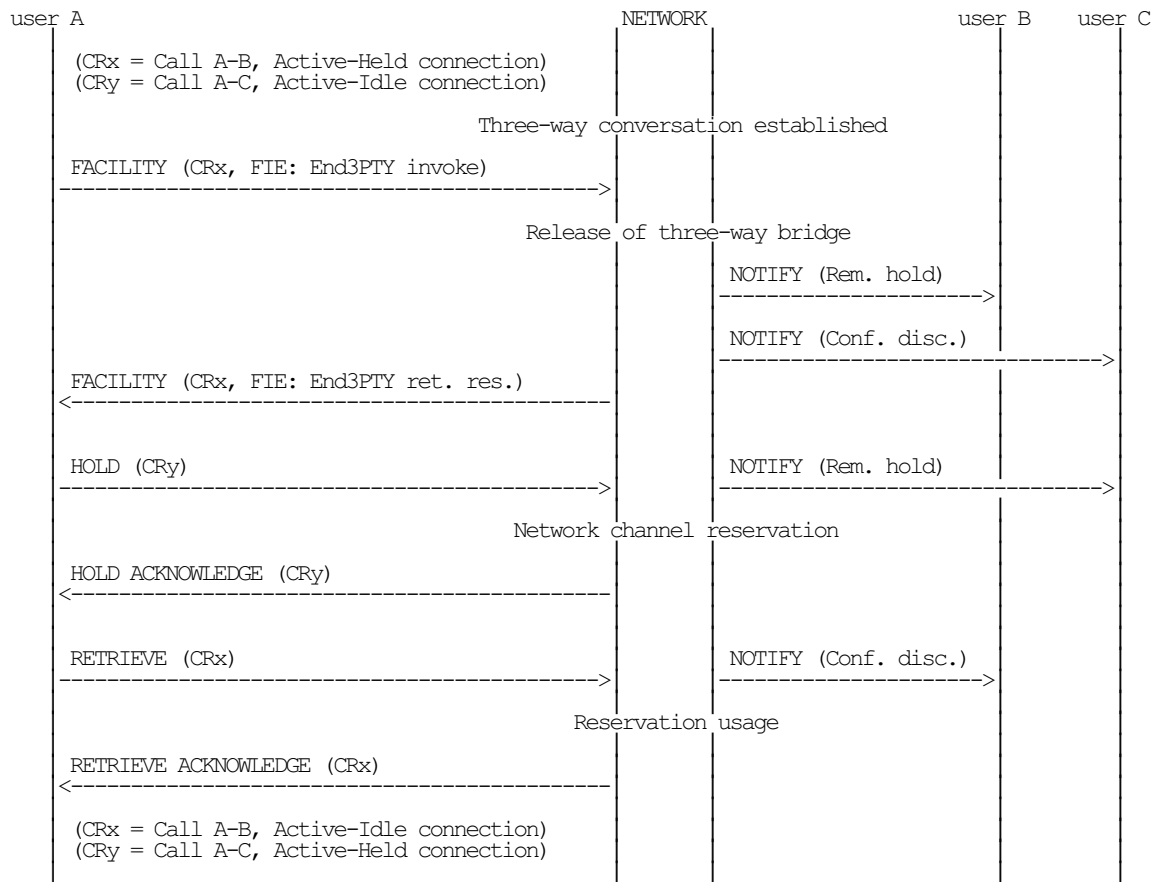 user A NETWORK user B user C
(CRx = Call A-B, Active-Held connection)
(CRy = Call A-C, Active-Idle connection)
Three-way conversation established
FACILITY (CRx, FIE: End3PTY invoke)
Release of three-way bridge
NOTIFY (Rem. hold)
NOTIFY (Conf. disc.)
FACILITY (CRx, FIE: End3PTY ret. res.)
HOLD (CRy) NOTIFY (Rem. hold)
Network channel reservation
HOLD ACKNOWLEDGE (CRy)
RETRIEVE (CRx) NOTIFY (Conf. disc.)
Reservation usage
RETRIEVE ACKNOWLEDGE (CRx)
(CRx = Call A-B, Active-Idle connection)
(CRy = Call A-C, Active-Held connection)